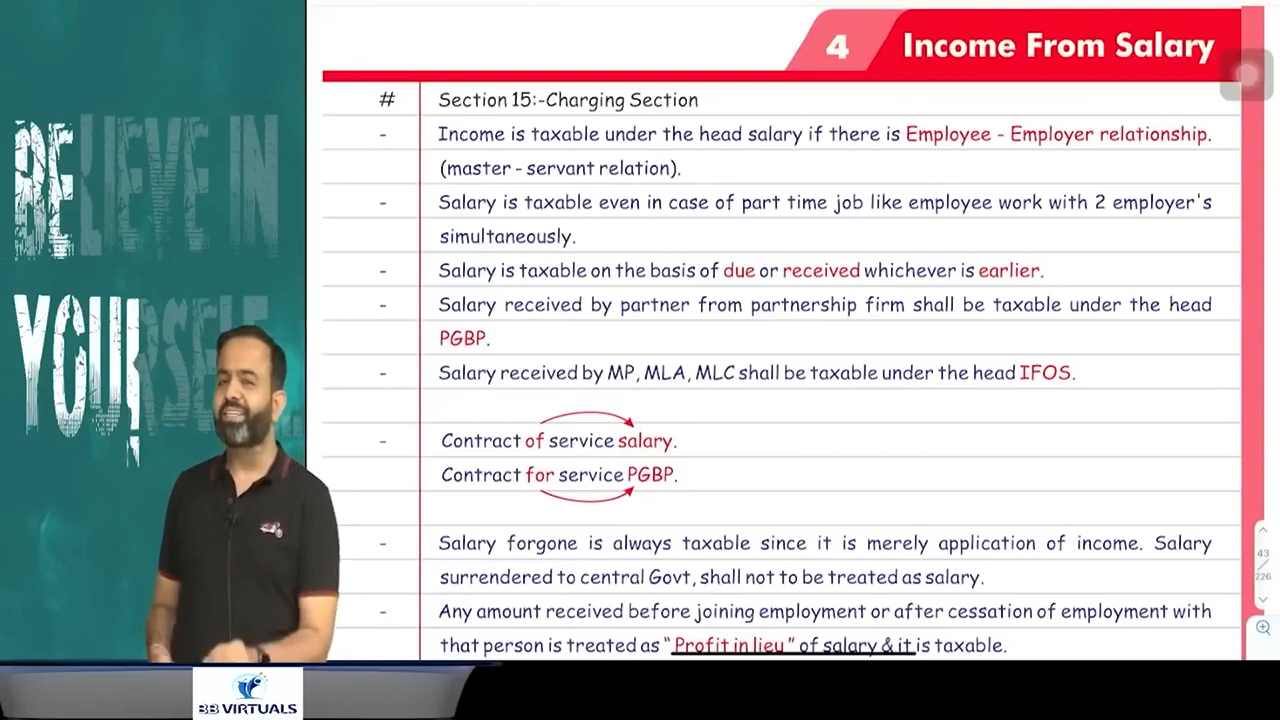 BELIEVE IN
YOURSELF...
4 Income From Salary
# Section 15:-Charging Section
- Income is taxable under the head salary if there is Employee - Employer relationship.
(master - servant relation).
- Salary is taxable even in case of part time job like employee work with 2 employer's
simultaneously.
- Salary is taxable on the basis of due or received whichever is earlier.
- Salary received by partner from partnership firm shall be taxable under the head
PGBP.
- Salary received by MP, MLA, MLC shall be taxable under the head IFOS.
- Contract of service salary.
Contract for service PGBP.
- Salary forgone is always taxable since it is merely application of income. Salary
surrendered to central Govt, shall not to be treated as salary.
- Any amount received before joining employment or after cessation of employment with
that person is treated as "Profit in lieu" of salary & it is taxable.
43
/
226
BB VIRTUALS